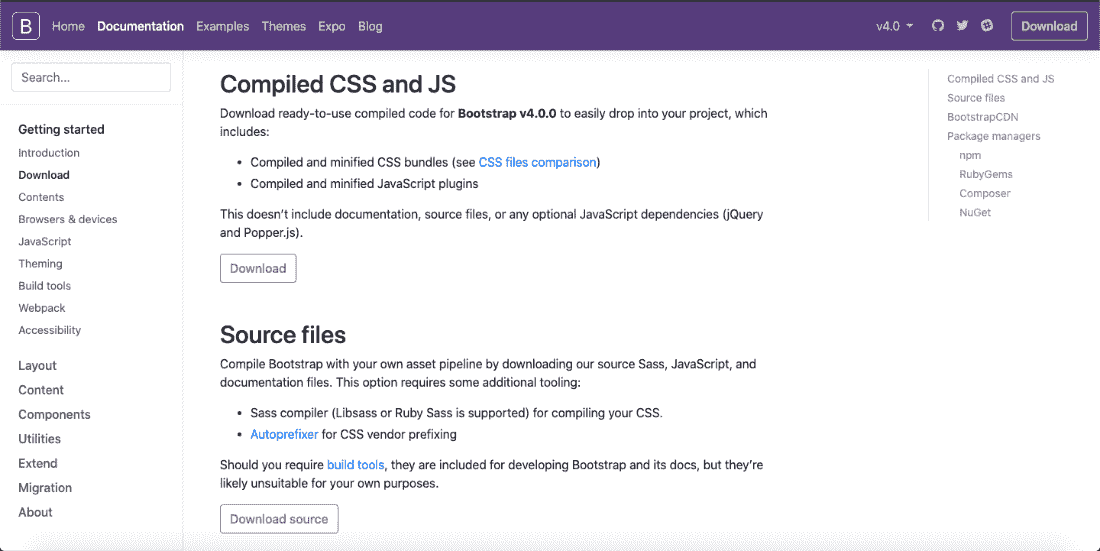 B Home Documentation Examples Themes Expo Blog v4.0 Download
Search...
Getting started
Introduction
Download
Contents
Browsers & devices
JavaScript
Theming
Build tools
Webpack
Accessibility
Layout
Content
Components
Utilities
Extend
Migration
About
Compiled CSS and JS
Download ready-to-use compiled code for Bootstrap v4.0.0 to easily drop into your project, which
includes:
• Compiled and minified CSS bundles (see CSS files comparison)
• Compiled and minified JavaScript plugins
This doesn’t include documentation, source files, or any optional JavaScript dependencies (jQuery
and Popper.js).
Download
Source files
Compile Bootstrap with your own asset pipeline by downloading our source Sass, JavaScript, and
documentation files. This option requires some additional tooling:
• Sass compiler (Libsass or Ruby Sass is supported) for compiling your CSS.
• Autoprefixer for CSS vendor prefixing
Should you require build tools, they are included for developing Bootstrap and its docs, but they’re
likely unsuitable for your own purposes.
Download source
Compiled CSS and JS
Source files
BootstrapCDN
Package managers
npm
RubyGems
Composer
NuGet